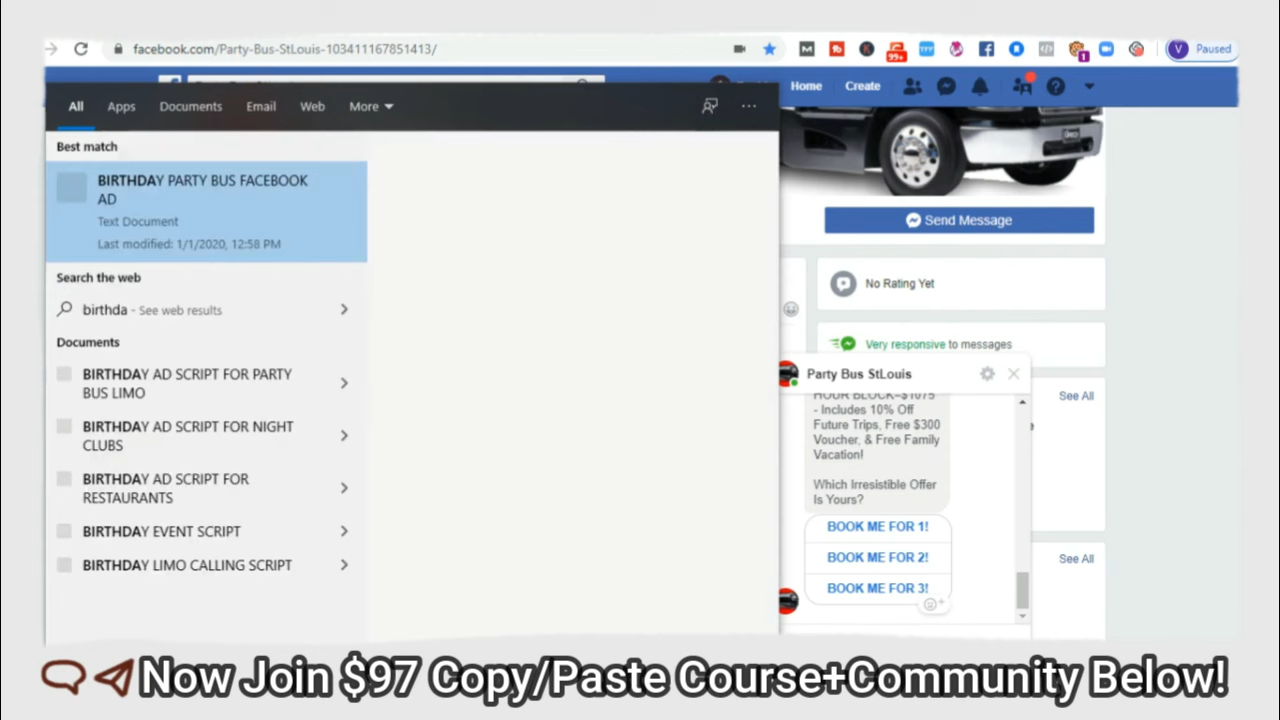 facebook.com/Party-Bus-StLouis-103411167851413/
99+
1
V Paused
Home Create
All Apps Documents Email Web More
Best match
BIRTHDAY PARTY BUS FACEBOOK
AD
Text Document
Last modified: 1/1/2020, 12:58 PM
Search the web
birthda - See web results
Documents
BIRTHDAY AD SCRIPT FOR PARTY
BUS LIMO
BIRTHDAY AD SCRIPT FOR NIGHT
CLUBS
BIRTHDAY AD SCRIPT FOR
RESTAURANTS
BIRTHDAY EVENT SCRIPT
BIRTHDAY LIMO CALLING SCRIPT
Send Message
No Rating Yet
Very responsive to messages
See All
See All
Party Bus StLouis
HOUR BLOCK=$1075
- Includes 10% Off
Future Trips, Free $300
Voucher, & Free Family
Vacation!
Which Irresistible Offer
Is Yours?
BOOK ME FOR 1!
BOOK ME FOR 2!
BOOK ME FOR 3!
Now Join $97 Copy/Paste Course+Community Below!